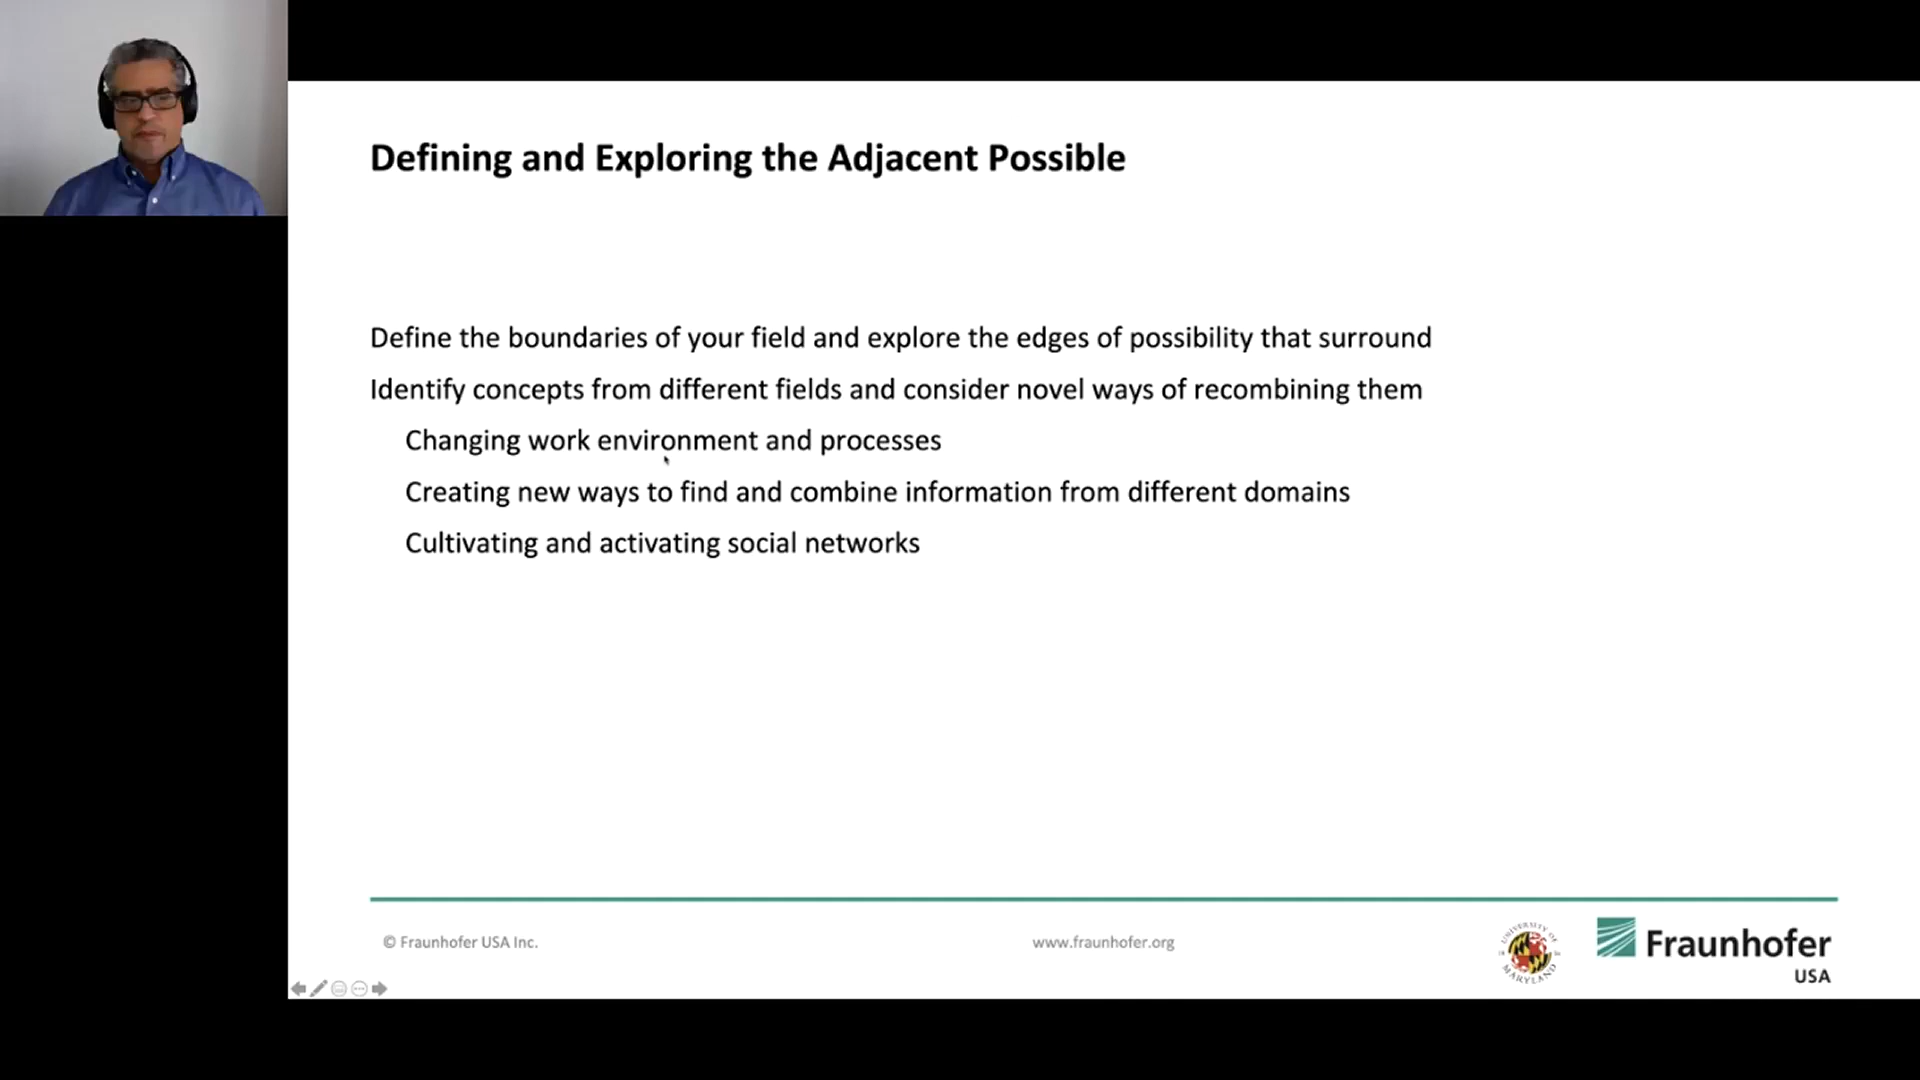 Defining and Exploring the Adjacent Possible
Define the boundaries of your field and explore the edges of possibility that surround
Identify concepts from different fields and consider novel ways of recombining them
Changing work environment and processes
Creating new ways to find and combine information from different domains
Cultivating and activating social networks
© Fraunhofer USA Inc.
www.fraunhofer.org
UNIVERSITY OF
MARYLAND
Fraunhofer
USA